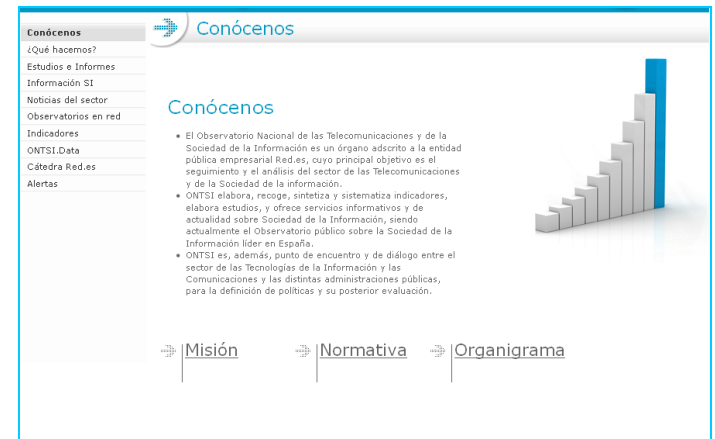 Conócenos
¿Qué hacemos?
Estudios e Informes
Información SI
Noticias del sector
Observatorios en red
Indicadores
ONTSI.Data
Cátedra Red.es
Alertas
Conócenos
Conócenos
El Observatorio Nacional de las Telecomunicaciones y de la
Sociedad de la Información es un órgano adscrito a la entidad
pública empresarial Red.es, cuyo principal objetivo es el
seguimiento y el análisis del sector de las Telecomunicaciones
y de la Sociedad de la información.
ONTSI elabora, recoge, sintetiza y sistematiza indicadores,
elabora estudios, y ofrece servicios informativos y de
actualidad sobre Sociedad de la Información, siendo
actualmente el Observatorio público sobre la Sociedad de la
Información líder en España.
ONTSI es, además, punto de encuentro y de diálogo entre el
sector de las Tecnologías de la Información y las
Comunicaciones y las distintas administraciones públicas,
para la definición de políticas y su posterior evaluación.
Misión Normativa Organigrama